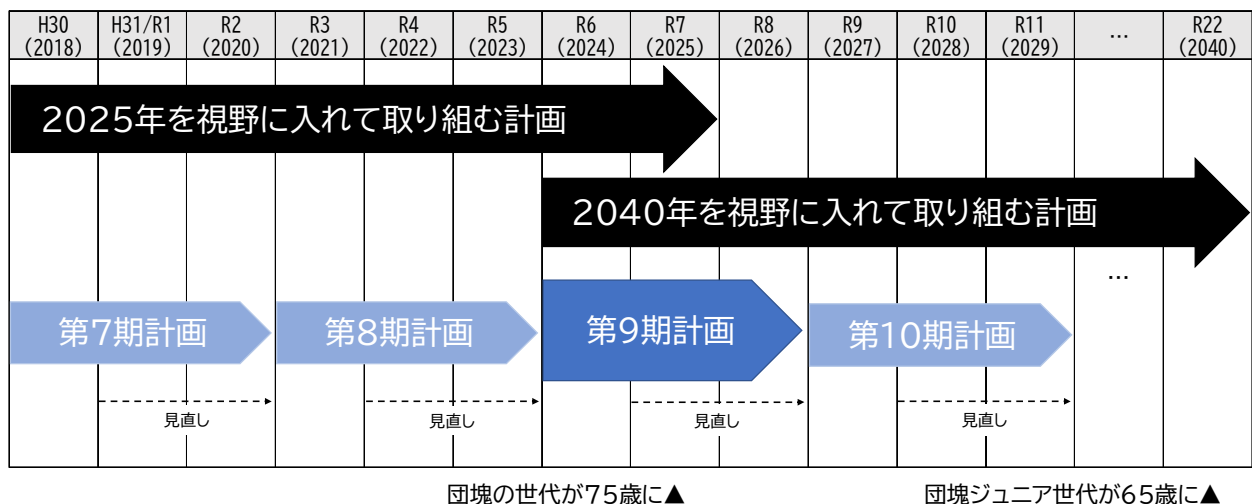 H30 H31/R1 R2 R3 R4 R5 R6 R7 R8 R9 R10 R11 … R22
(2018) (2019) (2020) (2021) (2022) (2023) (2024) (2025) (2026) (2027) (2028) (2029) (2040)
2025年を視野に入れて取り組む計画
2040年を視野に入れて取り組む計画
…
第7期計画 第8期計画 第9期計画 第10期計画
見直し 見直し 見直し 見直し
団塊の世代が75歳に▲ 団塊ジュニア世代が65歳に▲